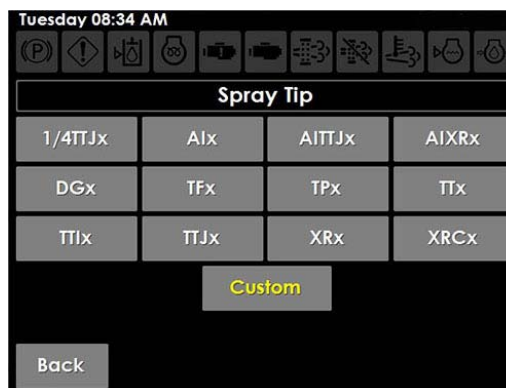 Tuesday 08:34 AM
(P)
Spray Tip
1/4TTJx AIx AITTJx AIXRx
DGx TFx TPx TTx
TTIx TTJx XRx XRCx
Custom
Back